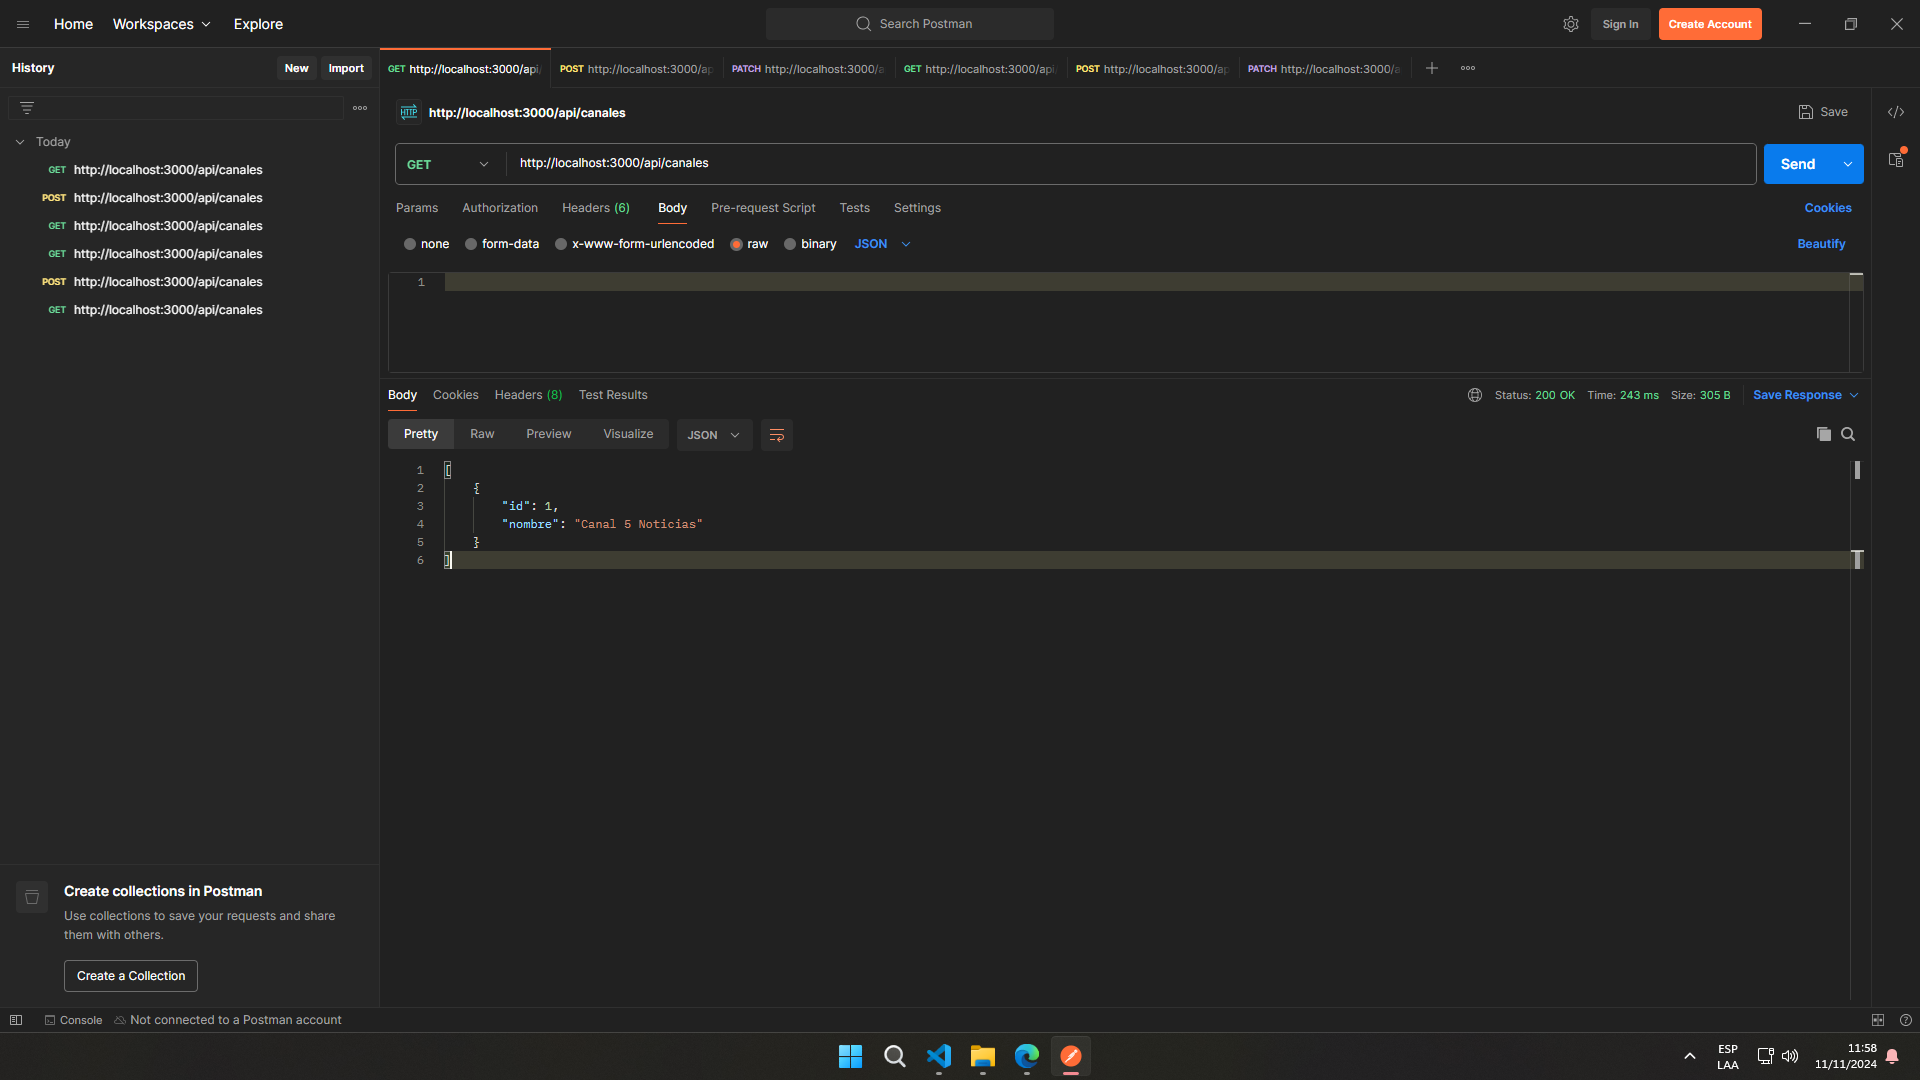 Home Workspaces Explore
Search Postman
Sign In Create Account
History New Import
GET http://localhost:3000/api/ POST http://localhost:3000/ap PATCH http://localhost:3000/a GET http://localhost:3000/api POST http://localhost:3000/ap PATCH http://localhost:3000/a
HTTP http://localhost:3000/api/canales Save
Today
GET http://localhost:3000/api/canales
POST http://localhost:3000/api/canales
GET http://localhost:3000/api/canales
GET http://localhost:3000/api/canales
POST http://localhost:3000/api/canales
GET http://localhost:3000/api/canales
GET http://localhost:3000/api/canales Send
Params Authorization Headers (6) Body Pre-request Script Tests Settings Cookies
none form-data x-www-form-urlencoded raw binary JSON Beautify
1
Body Cookies Headers (8) Test Results Status: 200 OK Time: 243 ms Size: 305 B Save Response
Pretty Raw Preview Visualize JSON
1 [
2 {
3 "id": 1,
4 "nombre": "Canal 5 Noticias"
5 }
6 ]
Create collections in Postman
Use collections to save your requests and share
them with others.
Create a Collection
Console Not connected to a Postman account
ESP
LAA
11:58
11/11/2024